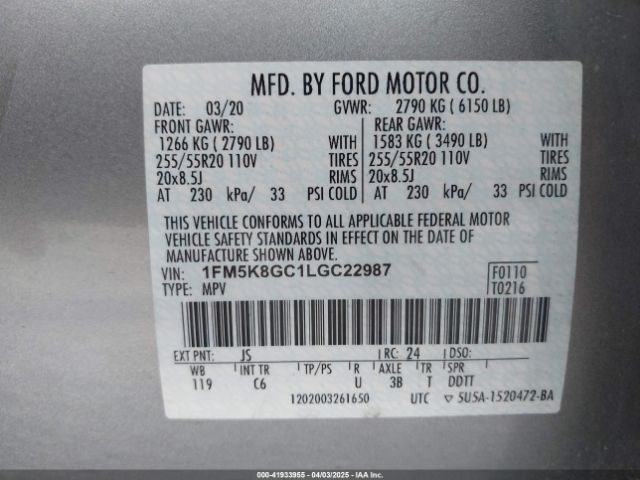 MFD. BY FORD MOTOR CO.
DATE: 03/20 GVWR: 2790 KG ( 6150 LB)
FRONT GAWR: REAR GAWR:
1266 KG ( 2790 LB) WITH 1583 KG ( 3490 LB) WITH
255/55R20 110V TIRES 255/55R20 110V TIRES
20x8.5J RIMS 20x8.5J RIMS
AT 230 kPa/ 33 PSI COLD AT 230 kPa/ 33 PSI COLD
THIS VEHICLE CONFORMS TO ALL APPLICABLE FEDERAL MOTOR
VEHICLE SAFETY STANDARDS IN EFFECT ON THE DATE OF
MANUFACTURE SHOWN ABOVE.
VIN: 1FM5K8GC1LGC22987 F0110
TYPE: MPV T0216
EXT PNT: JS RC: 24 DSO:
WB INT TR TP/PS R AXLE TR SPR
119 C6 U 3B T DDTT
1202003261650 UTC ▽ 5U5A-1520472-BA
000-41933955 - 04/03/2025 - IAAI.COM